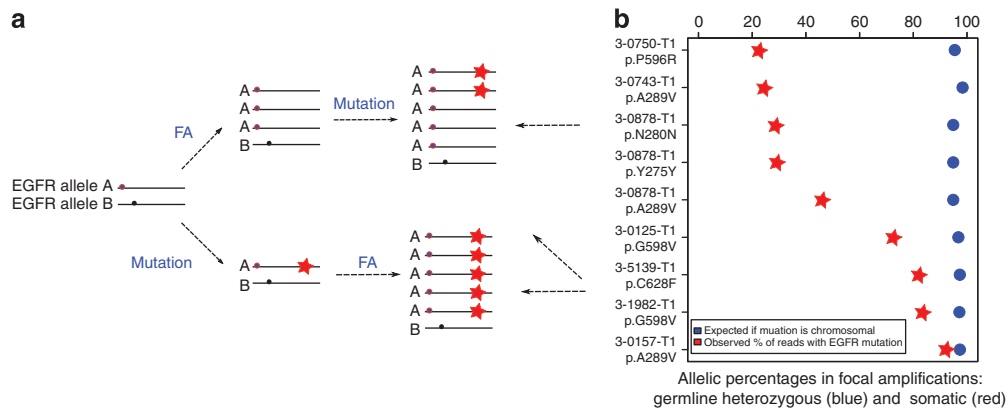 a
EGFR allele A
EGFR allele B
FA
Mutation
A
A
A
B
Mutation
A
A
A
A
A
B
A
B
FA
A
A
A
A
A
B
b
0 20 40 60 80 100
3-0750-T1
p.P596R
3-0743-T1
p.A289V
3-0878-T1
p.N280N
3-0878-T1
p.Y275Y
3-0878-T1
p.A289V
3-0125-T1
p.G598V
3-5139-T1
p.C628F
3-1982-T1
p.G598V
3-0157-T1
p.A289V
Expected if muation is chromosomal
Observed % of reads with EGFR mutation
Allelic percentages in focal amplifications:
germline heterozygous (blue) and somatic (red)